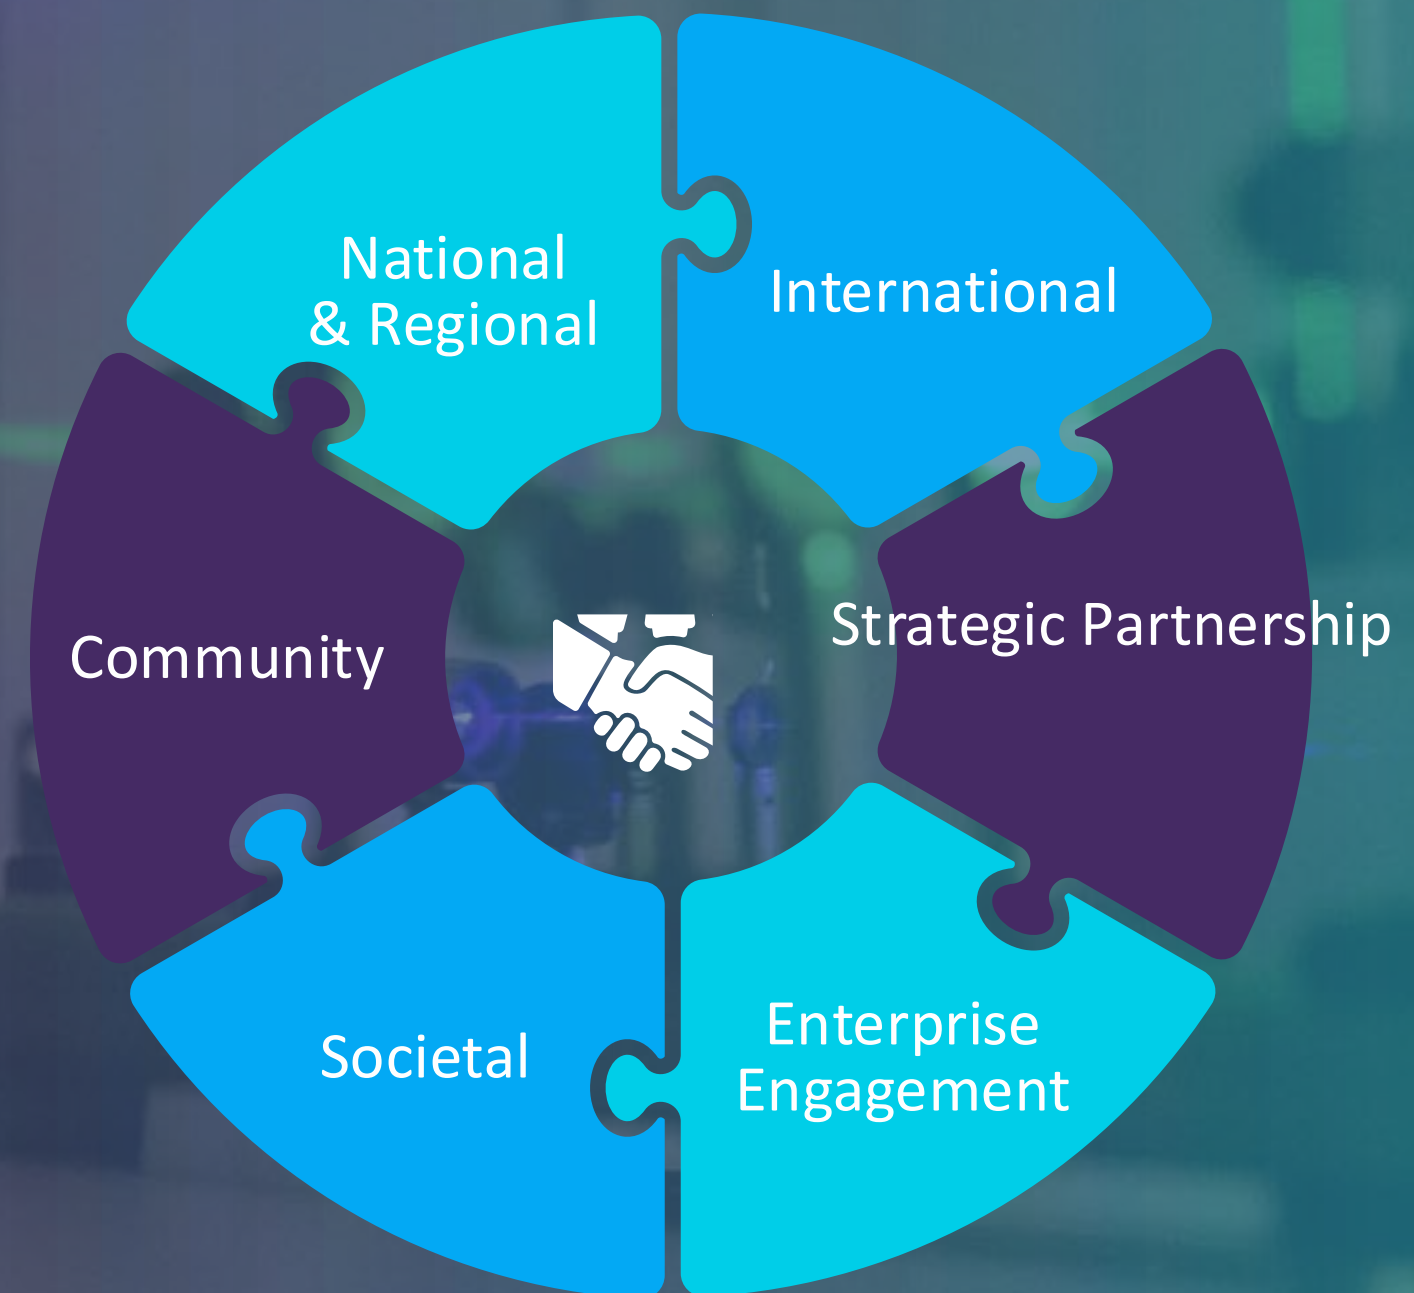 National
& Regional
International
Strategic Partnership
Community
Enterprise
Engagement
Societal